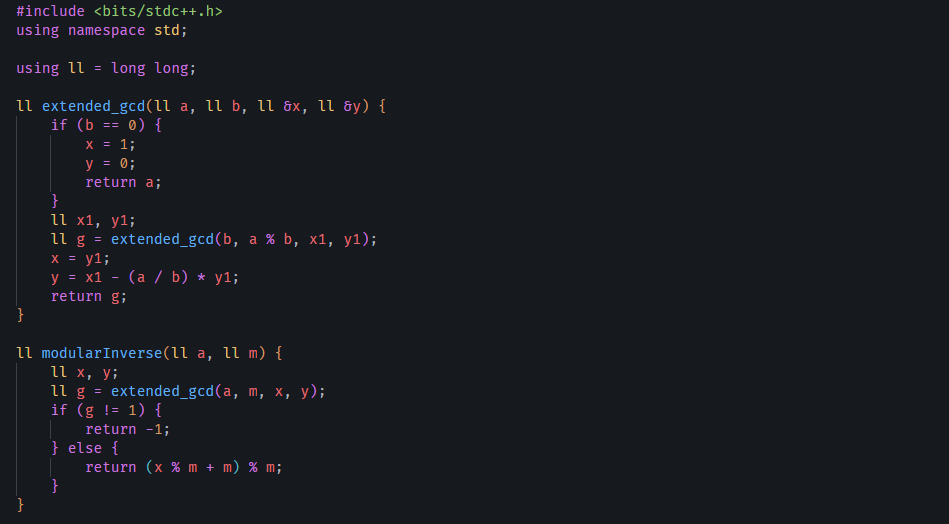 #include <bits/stdc++.h>
using namespace std;

using ll = long long;

ll extended_gcd(ll a, ll b, ll &x, ll &y) {
    if (b == 0) {
        x = 1;
        y = 0;
        return a;
    }
    ll x1, y1;
    ll g = extended_gcd(b, a % b, x1, y1);
    x = y1;
    y = x1 - (a / b) * y1;
    return g;
}

ll modularInverse(ll a, ll m) {
    ll x, y;
    ll g = extended_gcd(a, m, x, y);
    if (g != 1) {
        return -1;
    } else {
        return (x % m + m) % m;
    }
}